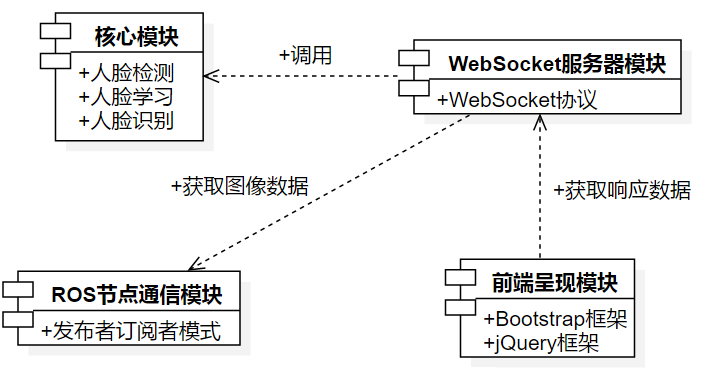 核心模块
+人脸检测
+人脸学习
+人脸识别
+调用
WebSocket服务器模块
+WebSocket协议
+获取图像数据
+获取响应数据
ROS节点通信模块
+发布者订阅者模式
前端呈现模块
+Bootstrap框架
+jQuery框架